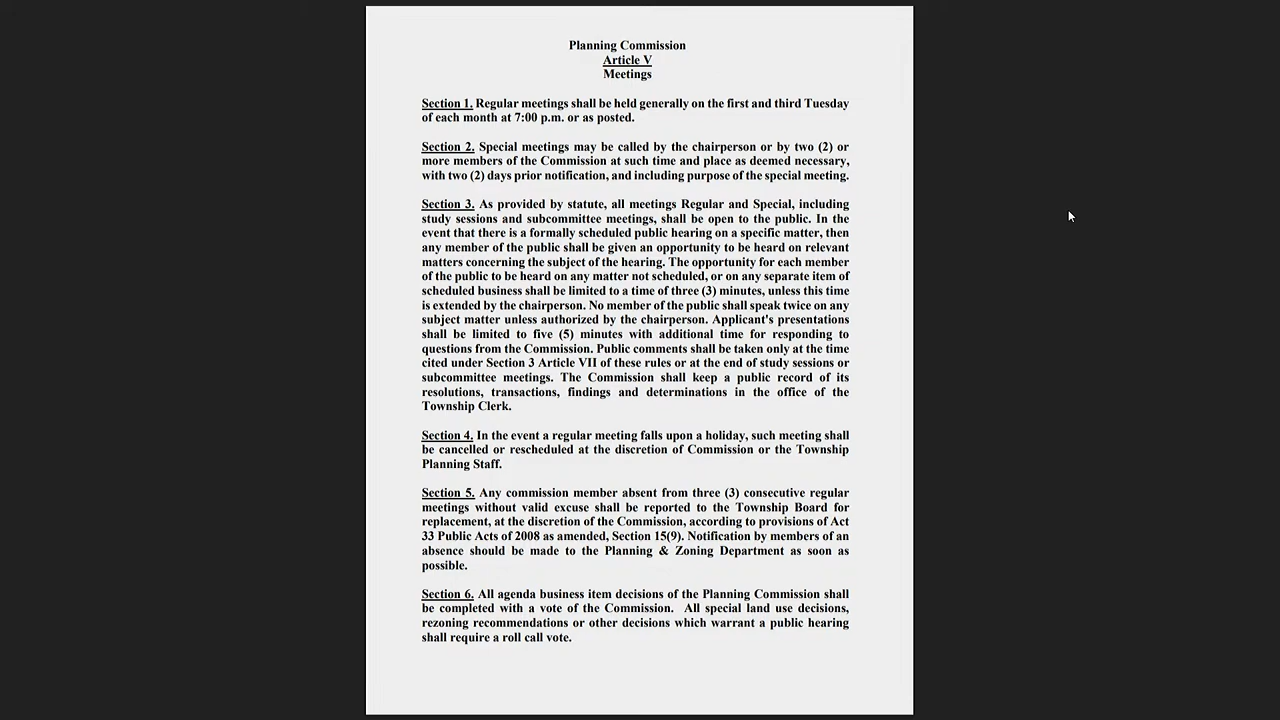 Planning Commission
Article V
Meetings
Section 1. Regular meetings shall be held generally on the first and third Tuesday
of each month at 7:00 p.m. or as posted.
Section 2. Special meetings may be called by the chairperson or by two (2) or
more members of the Commission at such time and place as deemed necessary,
with two (2) days prior notification, and including purpose of the special meeting.
Section 3. As provided by statute, all meetings Regular and Special, including
study sessions and subcommittee meetings, shall be open to the public. In the
event that there is a formally scheduled public hearing on a specific matter, then
any member of the public shall be given an opportunity to be heard on relevant
matters concerning the subject of the hearing. The opportunity for each member
of the public to be heard on any matter not scheduled, or on any separate item of
scheduled business shall be limited to a time of three (3) minutes, unless this time
is extended by the chairperson. No member of the public shall speak twice on any
subject matter unless authorized by the chairperson. Applicant's presentations
shall be limited to five (5) minutes with additional time for responding to
questions from the Commission. Public comments shall be taken only at the time
cited under Section 3 Article VII of these rules or at the end of study sessions or
subcommittee meetings. The Commission shall keep a public record of its
resolutions, transactions, findings and determinations in the office of the
Township Clerk.
Section 4. In the event a regular meeting falls upon a holiday, such meeting shall
be cancelled or rescheduled at the discretion of Commission or the Township
Planning Staff.
Section 5. Any commission member absent from three (3) consecutive regular
meetings without valid excuse shall be reported to the Township Board for
replacement, at the discretion of the Commission, according to provisions of Act
33 Public Acts of 2008 as amended, Section 15(9). Notification by members of an
absence should be made to the Planning & Zoning Department as soon as
possible.
Section 6. All agenda business item decisions of the Planning Commission shall
be completed with a vote of the Commission. All special land use decisions,
rezoning recommendations or other decisions which warrant a public hearing
shall require a roll call vote.